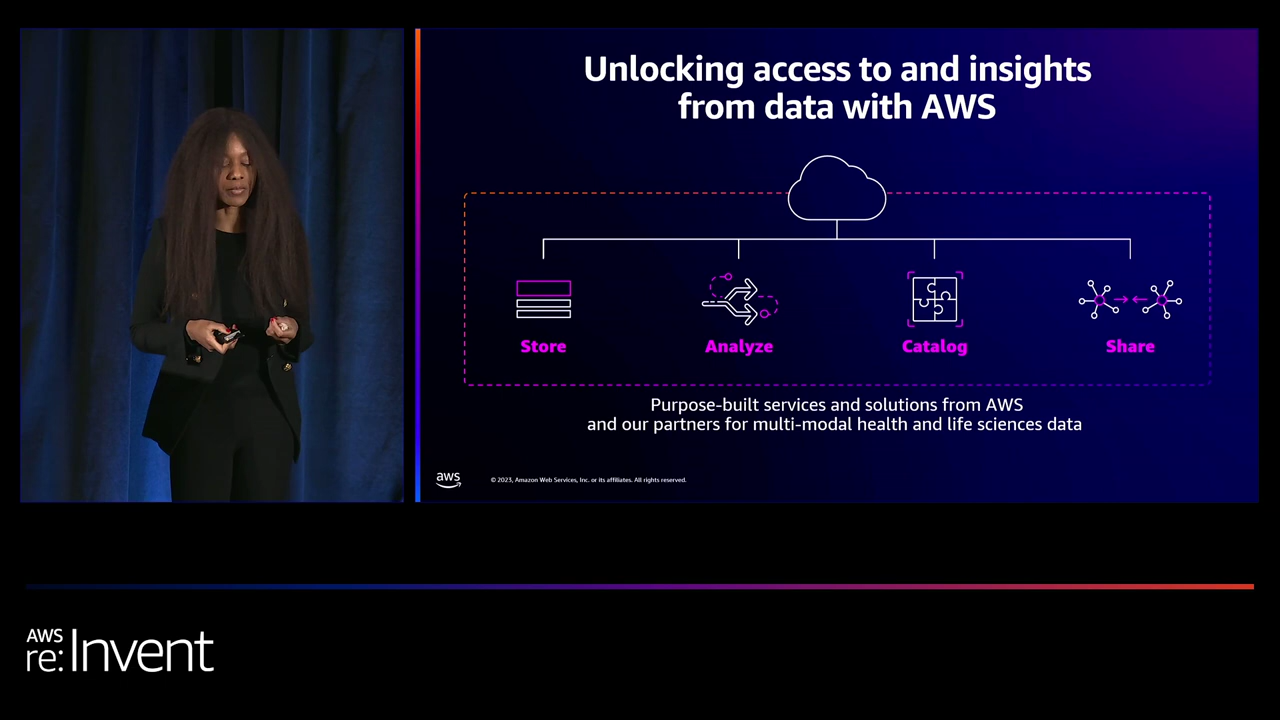 Unlocking access to and insights
from data with AWS
Store
Analyze
Catalog
Share
Purpose-built services and solutions from AWS
and our partners for multi-modal health and life sciences data
aws
© 2023, Amazon Web Services, Inc. or its affiliates. All rights reserved.
AWS
re:Invent